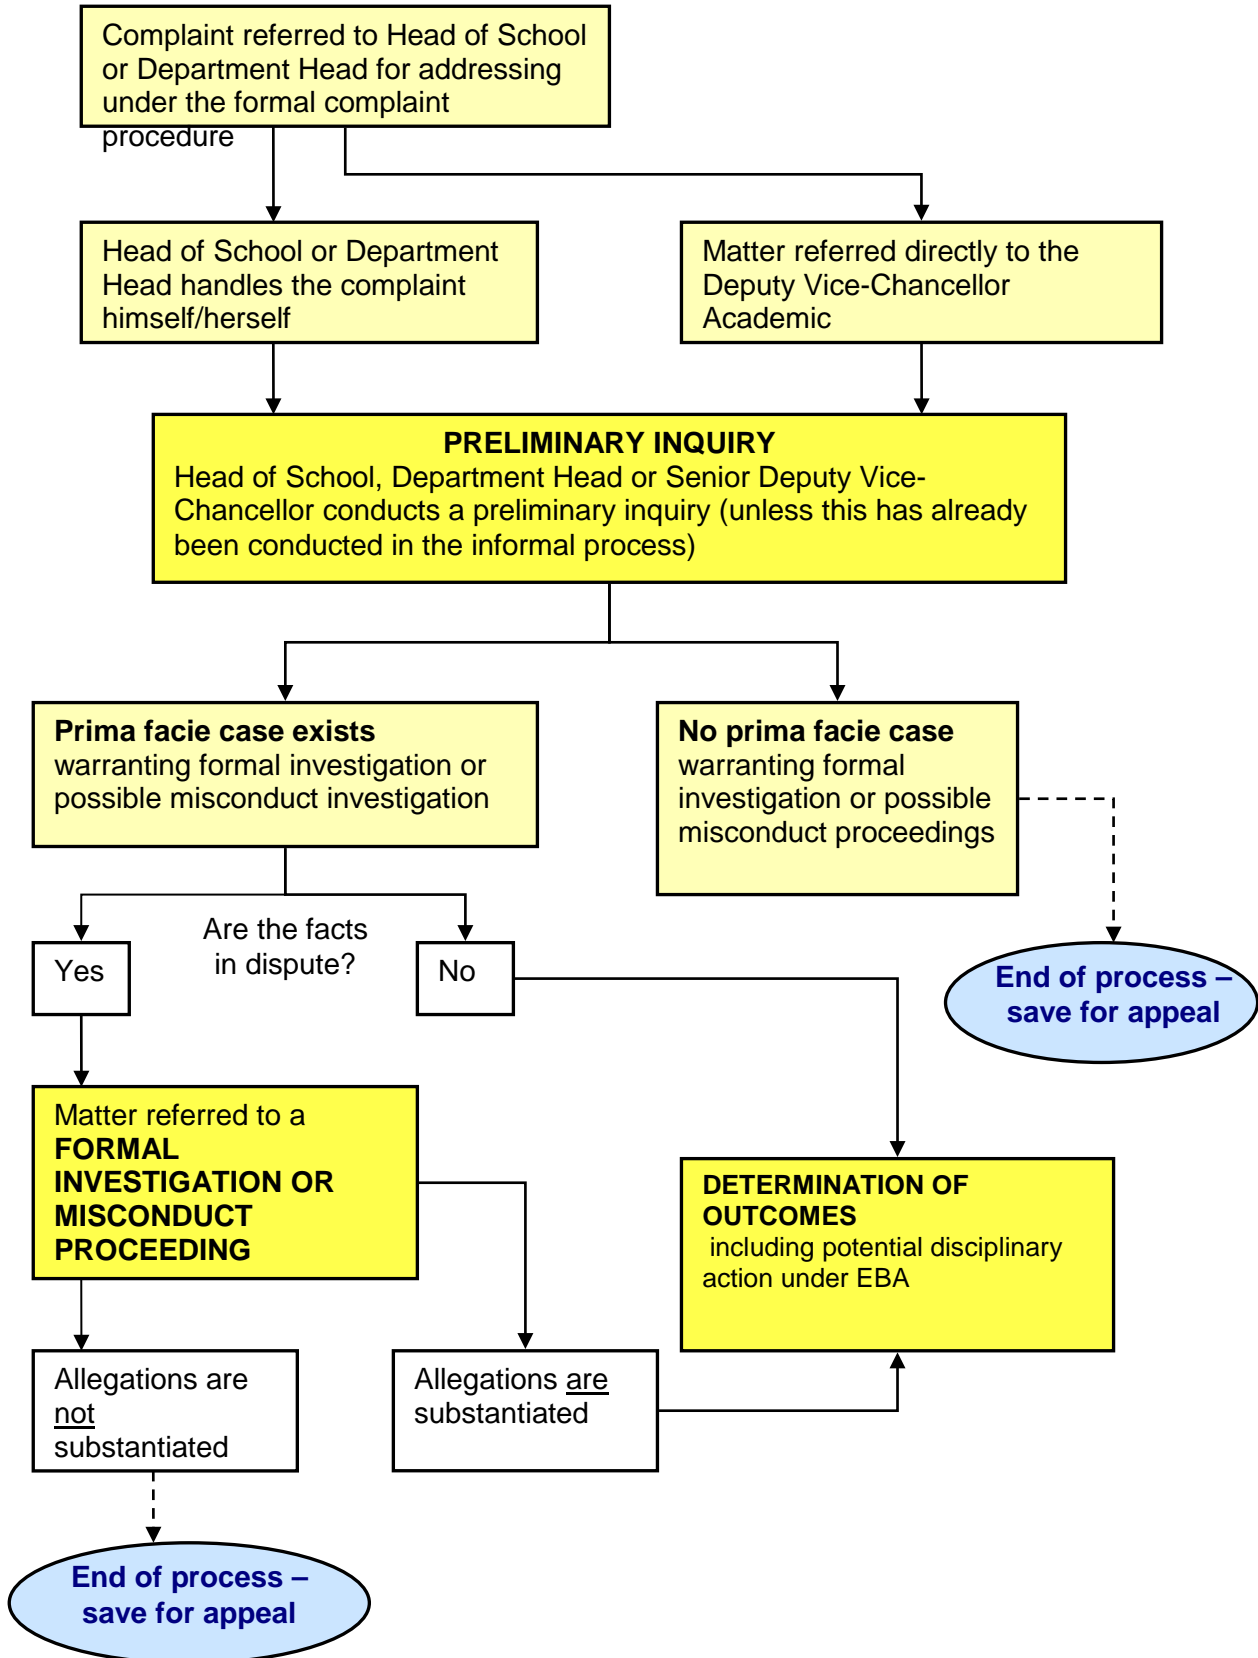 Complaint referred to Head of School
or Department Head for addressing
under the formal complaint
procedure
Head of School or Department
Head handles the complaint
himself/herself
Matter referred directly to the
Deputy Vice-Chancellor
Academic
PRELIMINARY INQUIRY
Head of School, Department Head or Senior Deputy Vice-
Chancellor conducts a preliminary inquiry (unless this has already
been conducted in the informal process)
Prima facie case exists
warranting formal investigation or
possible misconduct investigation
No prima facie case
warranting formal
investigation or possible
misconduct proceedings
Are the facts
in dispute?
Yes
No
End of process –
save for appeal
Matter referred to a
FORMAL
INVESTIGATION OR
MISCONDUCT
PROCEEDING
DETERMINATION OF
OUTCOMES
including potential disciplinary
action under EBA
Allegations are
not
substantiated
Allegations are
substantiated
End of process –
save for appeal